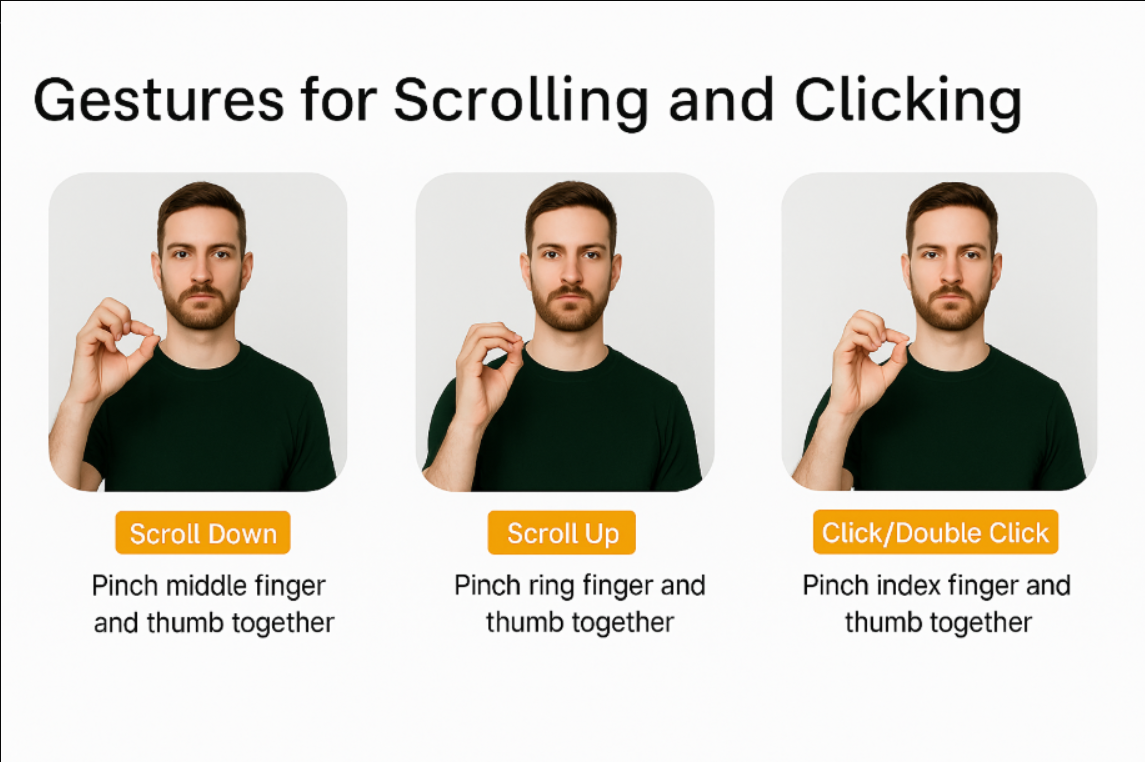 Gestures for Scrolling and Clicking
Scroll Down
Pinch middle finger
and thumb together
Scroll Up
Pinch ring finger and
thumb together
Click/Double Click
Pinch index finger and
thumb together